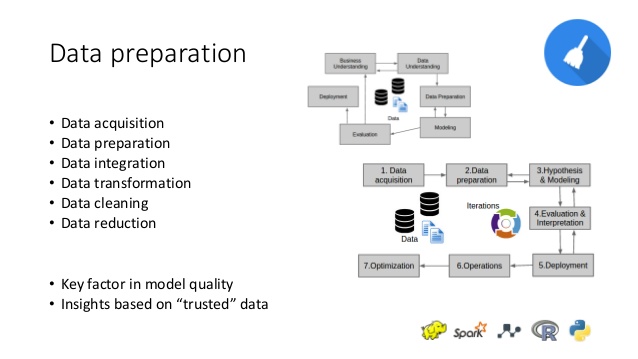 Data preparation
• Data acquisition
• Data preparation
• Data integration
• Data transformation
• Data cleaning
• Data reduction
• Key factor in model quality
• Insights based on “trusted” data
Business
Understanding
Data
Understanding
Deployment
Data Preparation
Data
Evaluation
Modeling
1. Data
acquisition
2.Data
preparation
3.Hypothesis
& Modeling
Iterations
4.Evaluation &
Interpretation
Data
7.Optimization
6.Operations
5.Deployment
Spark
R